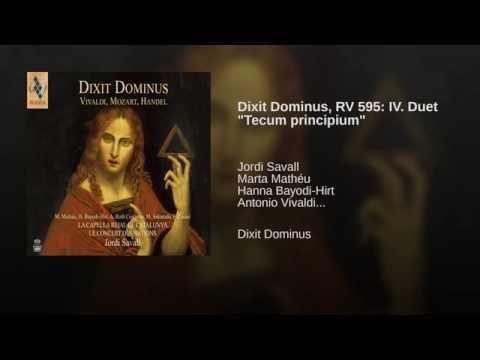 DIXIT DOMINUS
VIVALDI, MOZART, HANDEL
LA CAPELLA REIAL DE CATALUNYA
LE CONCERT DES NATIONS
Jordi Savall
Dixit Dominus, RV 595: IV. Duet
"Tecum principium"
Jordi Savall
Marta Mathéu
Hanna Bayodi-Hirt
Antonio Vivaldi...
Dixit Dominus